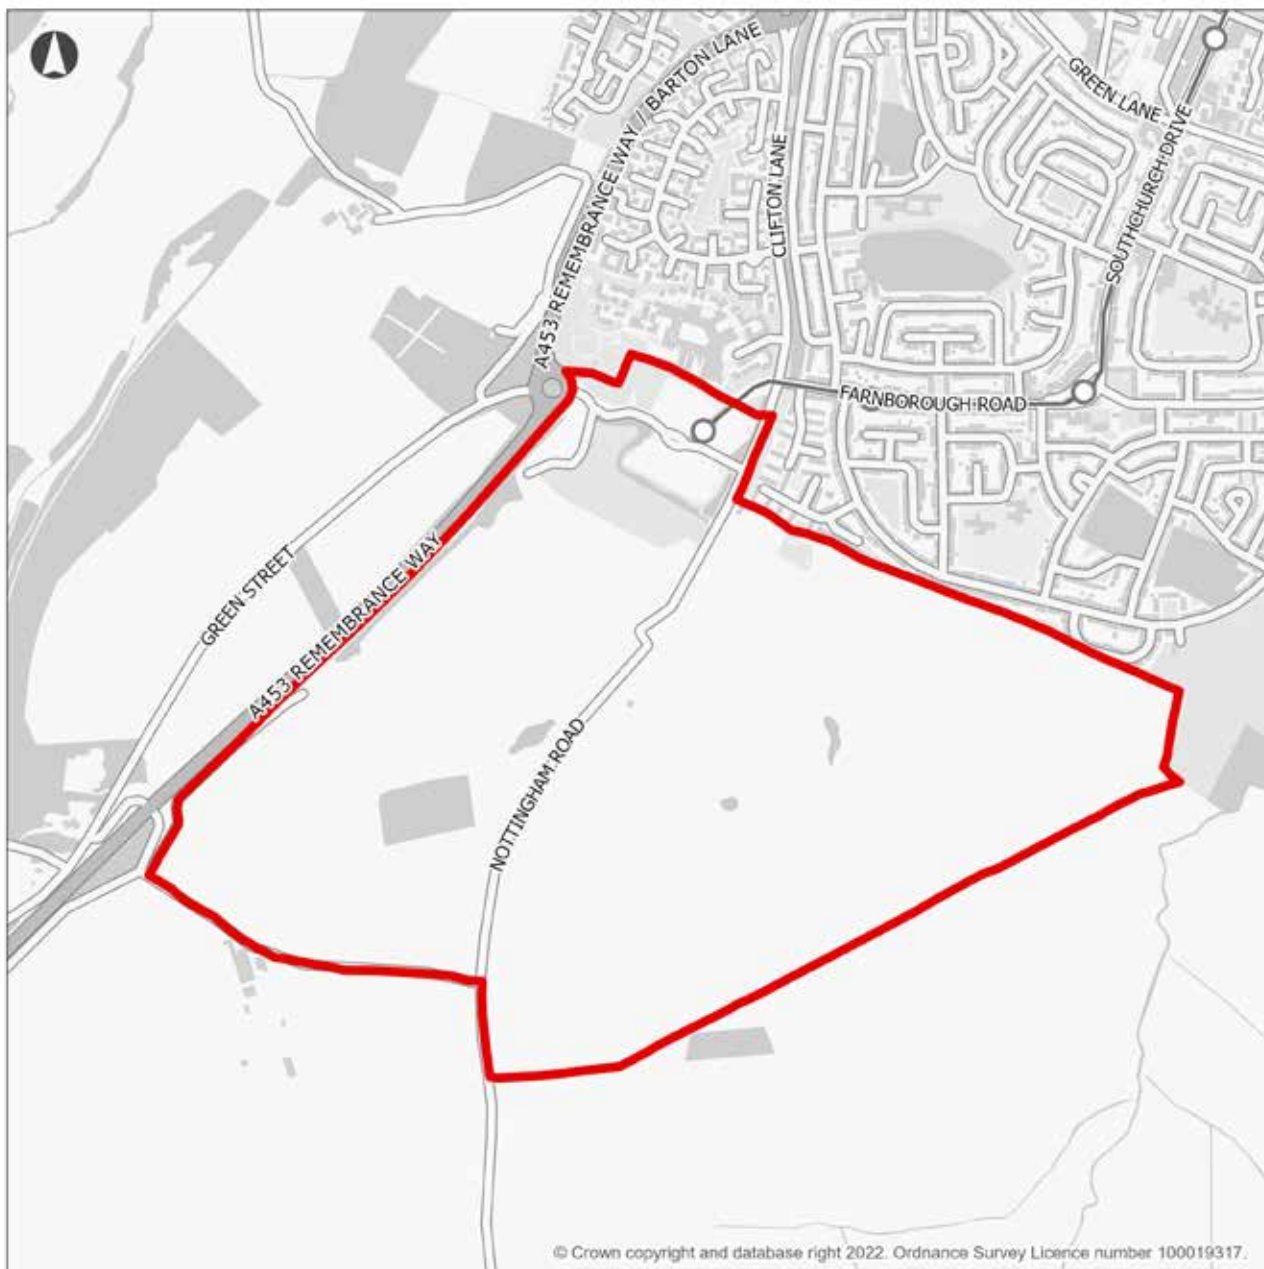 GREEN LANE
A453 REMEMBRANCE WAY / BARTON LANE
CLIFTON LANE
SOUTHCHURCH DRIVE
FARNBOROUGH ROAD
GREEN STREET
A453 REMEMBRANCE WAY
NOTTINGHAM ROAD
© Crown copyright and database right 2022. Ordnance Survey Licence number 100019317.